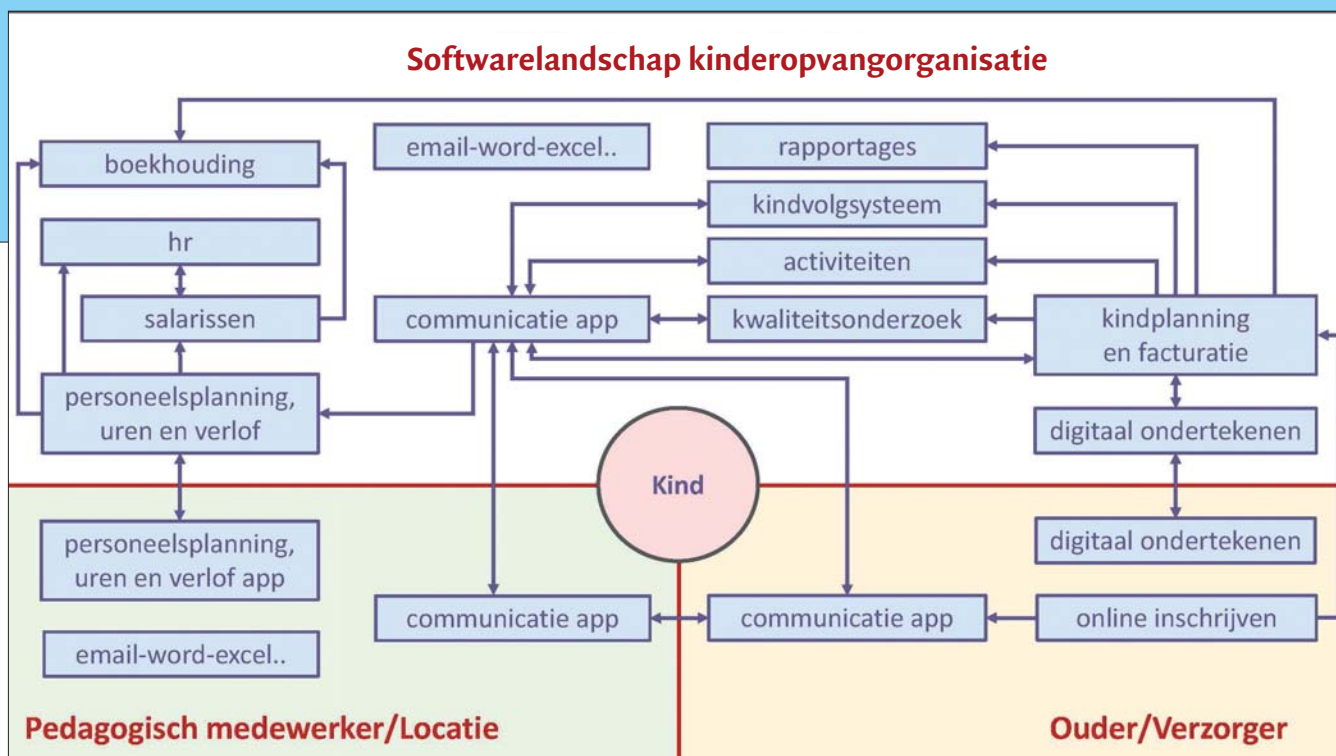 Softwarelandschap kinderopvangorganisatie
boekhouding
email-word-excel..
rapportages
kindvolgsysteem
hr
activiteiten
salarissen
communicatie app
kwaliteitsonderzoek
kindplanning
en facturatie
personeelsplanning,
uren en verlof
digitaal ondertekenen
Kind
personeelsplanning,
uren en verlof app
digitaal ondertekenen
communicatie app
communicatie app
online inschrijven
email-word-excel..
Pedagogisch medewerker/Locatie
Ouder/Verzorger